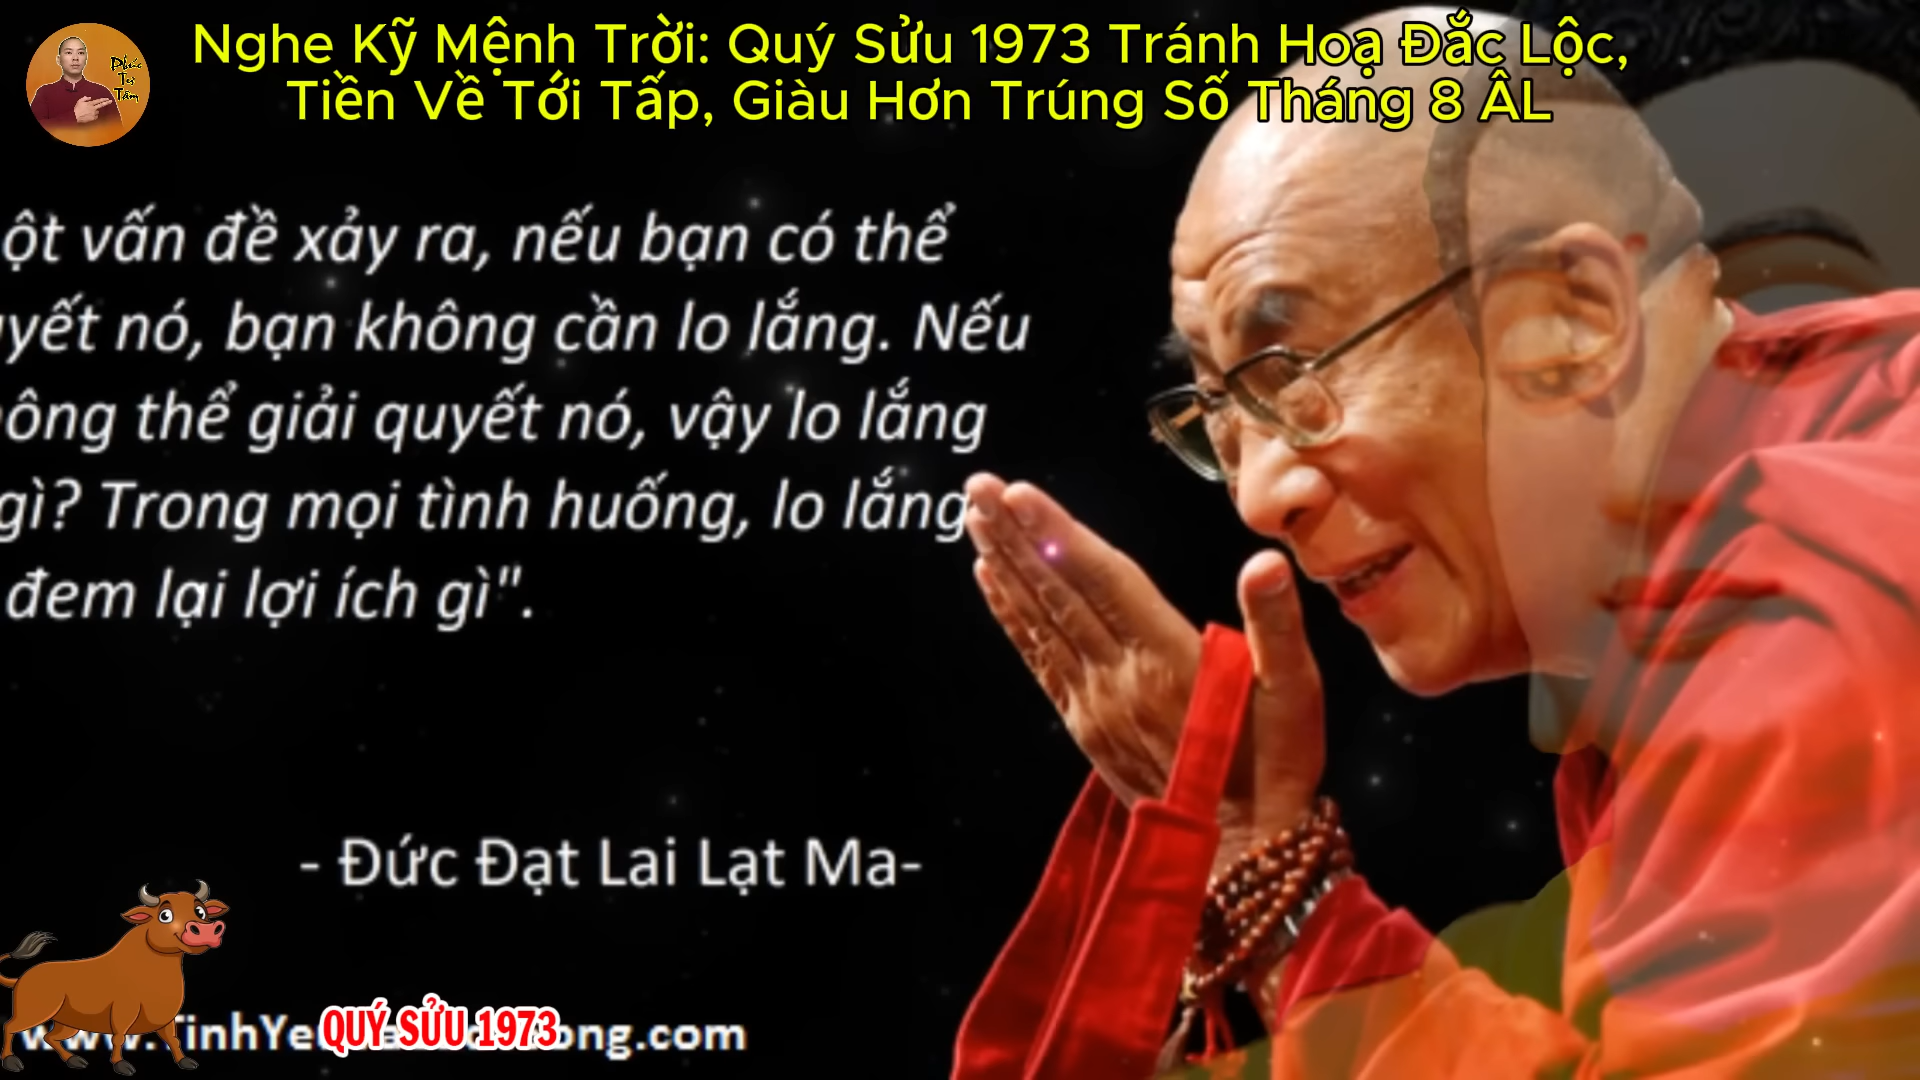 Nghe Kỹ Mệnh Trời: Quý Sửu 1973 Tránh Hoạ Đắc Lộc,
Tiền Về Tới Tấp, Giàu Hơn Trúng Số Tháng 8 ÂL
Phúc
Tư
Tâm
ột vấn đề xảy ra, nếu bạn có thể
yết nó, bạn không cần lo lắng. Nếu
ông thể giải quyết nó, vậy lo lắng
gì? Trong mọi tình huống, lo lắng
đem lại lợi ích gì".
- Đức Đạt Lai Lạt Ma-
QUÝ SỬU 1973